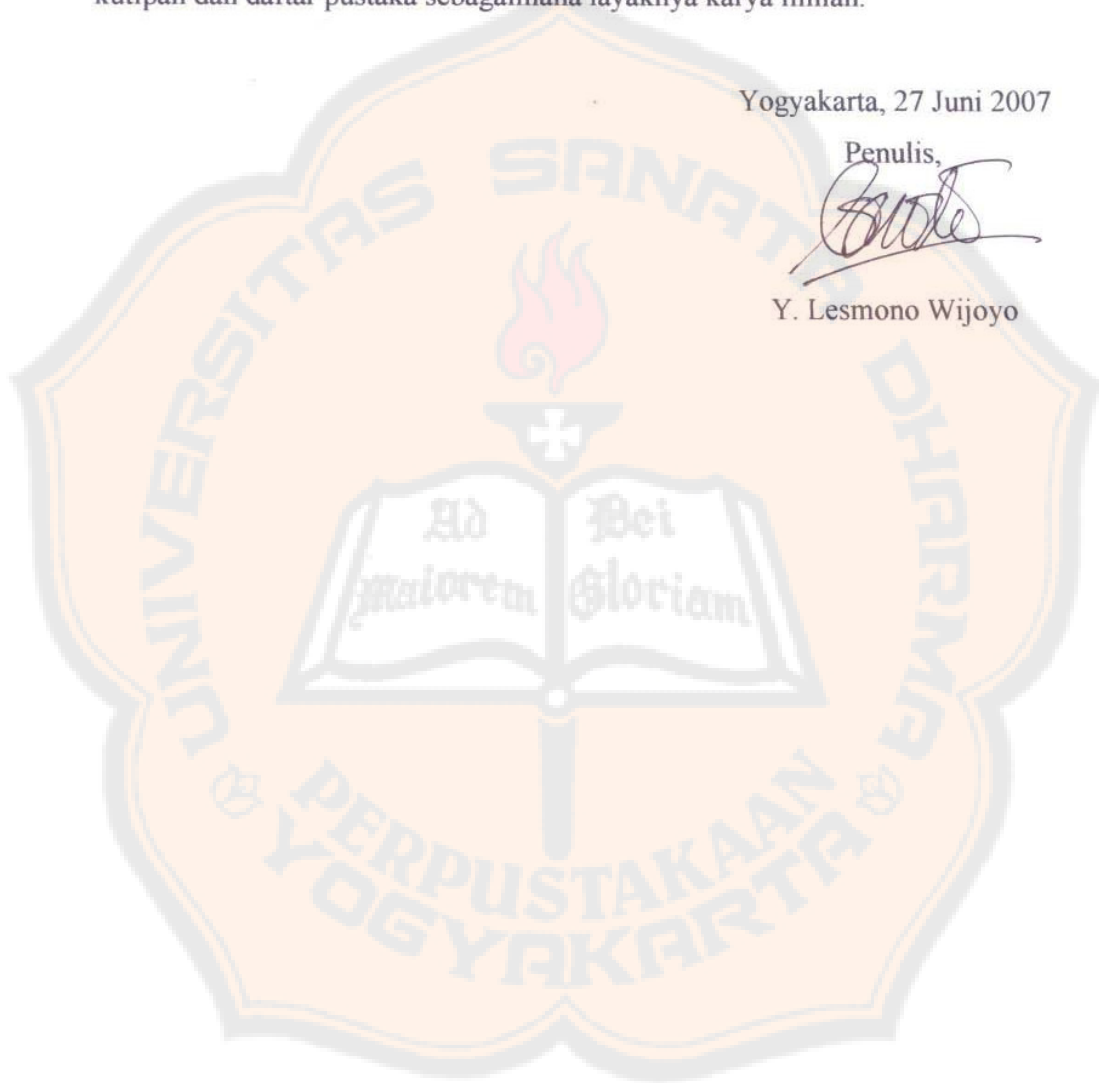 kutipan dan daftar pustaka sebagaimana layaknya karya ilmiah.
Yogyakarta, 27 Juni 2007
Penulis,
Y. Lesmono Wijoyo
UNIVERSITAS SANATA DHARMA
Ad Dei
maiorem Gloriam
PERPUSTAKAAN
YOGYAKARTA